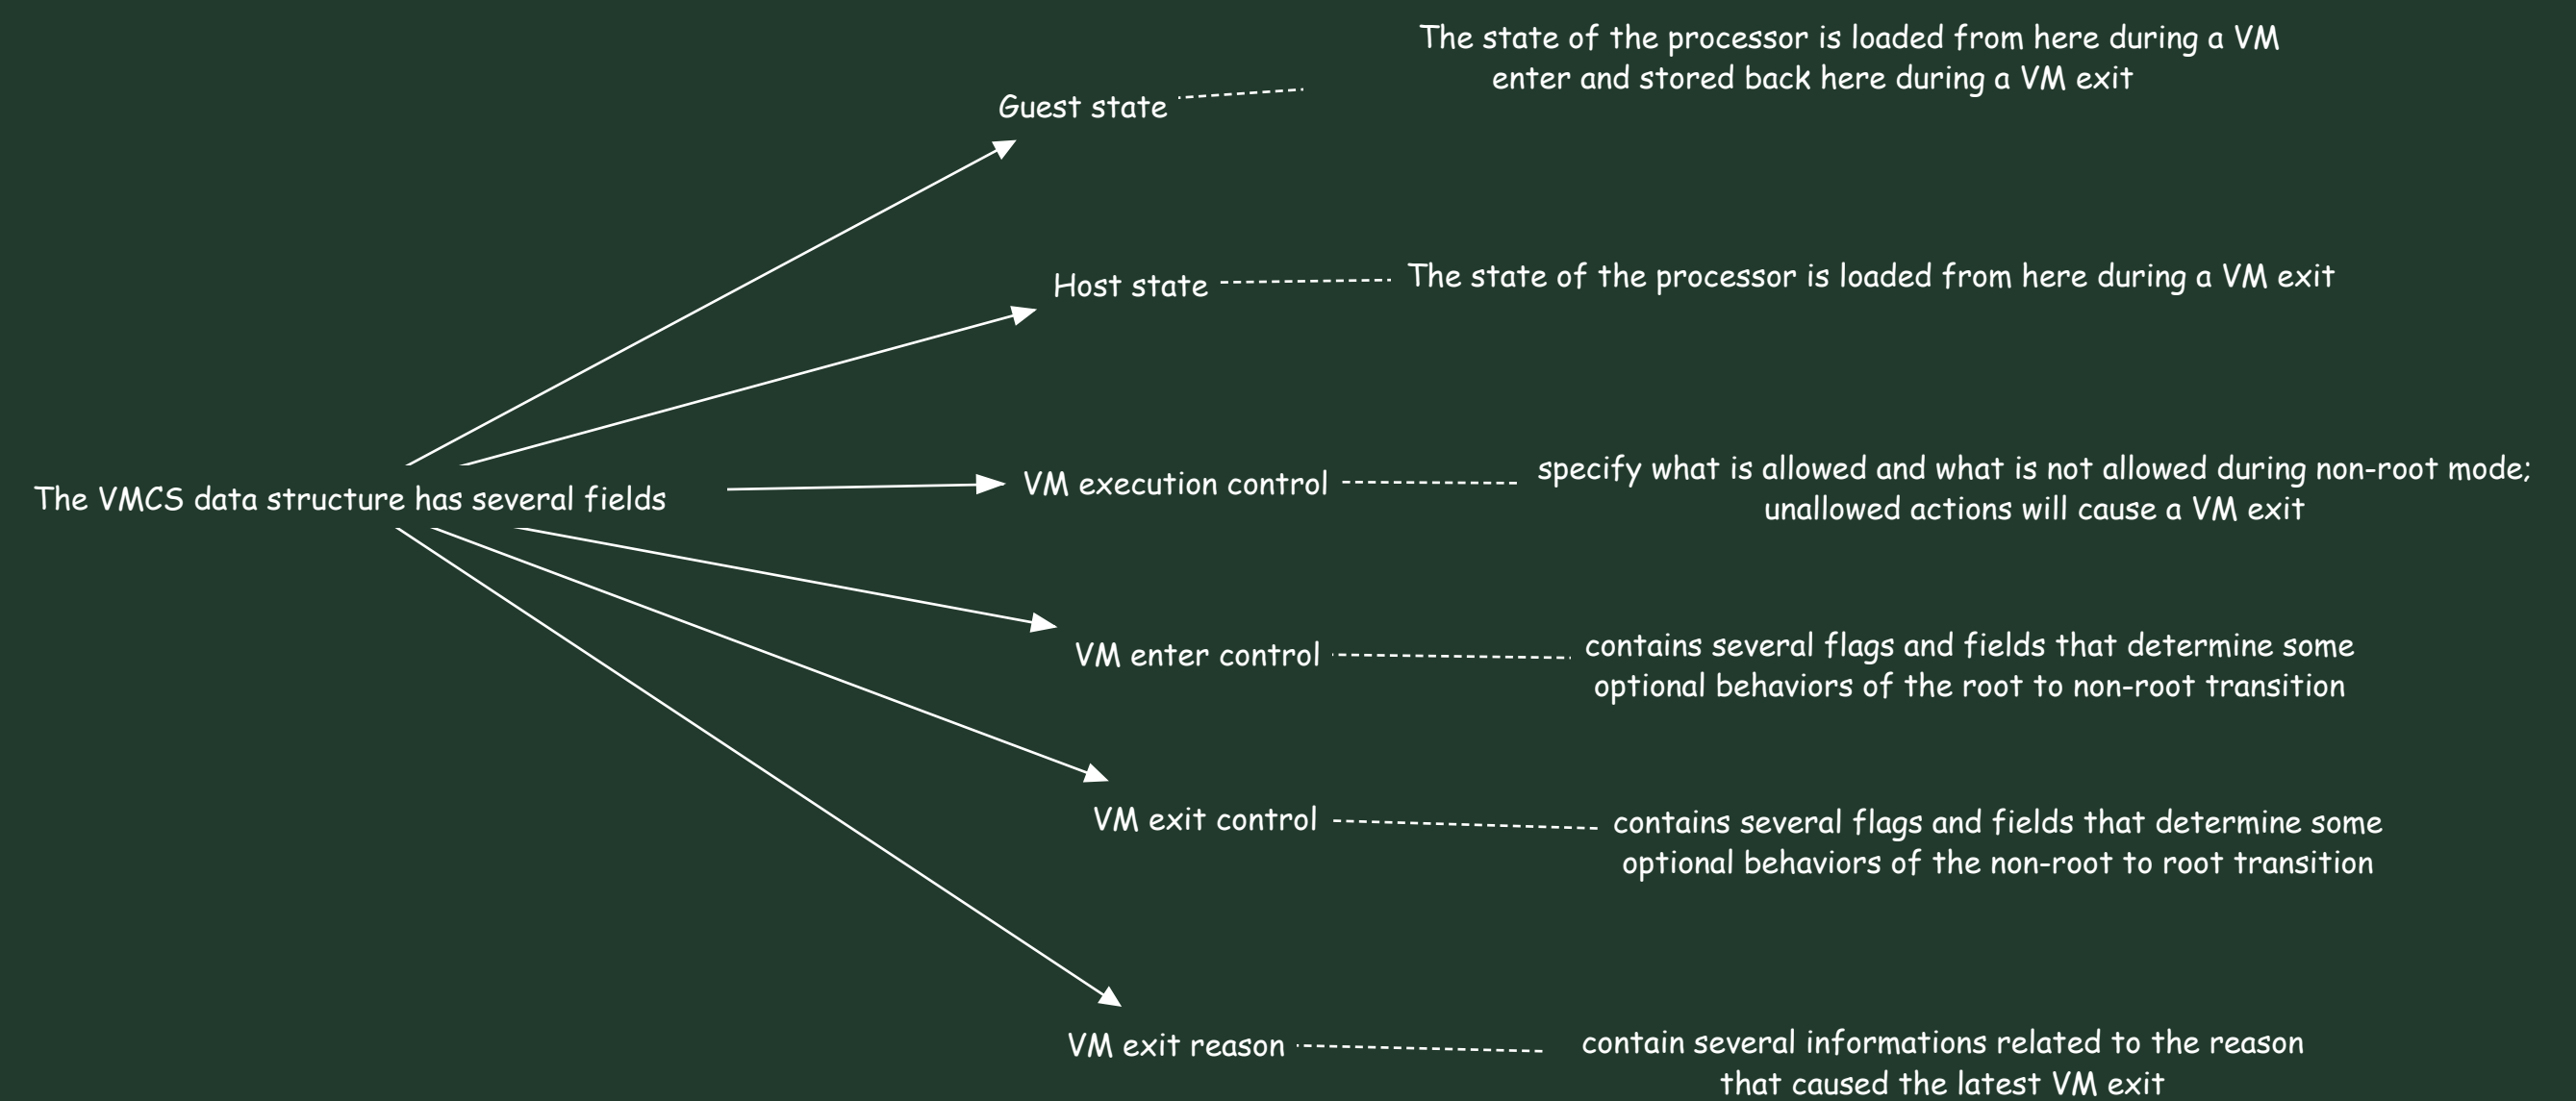 The state of the processor is loaded from here during a VM
enter and stored back here during a VM exit
Guest state
Host state
The state of the processor is loaded from here during a VM exit
The VMCS data structure has several fields
VM execution control
specify what is allowed and what is not allowed during non-root mode;
unallowed actions will cause a VM exit
VM enter control
contains several flags and fields that determine some
optional behaviors of the root to non-root transition
VM exit control
contains several flags and fields that determine some
optional behaviors of the non-root to root transition
VM exit reason
contain several informations related to the reason
that caused the latest VM exit